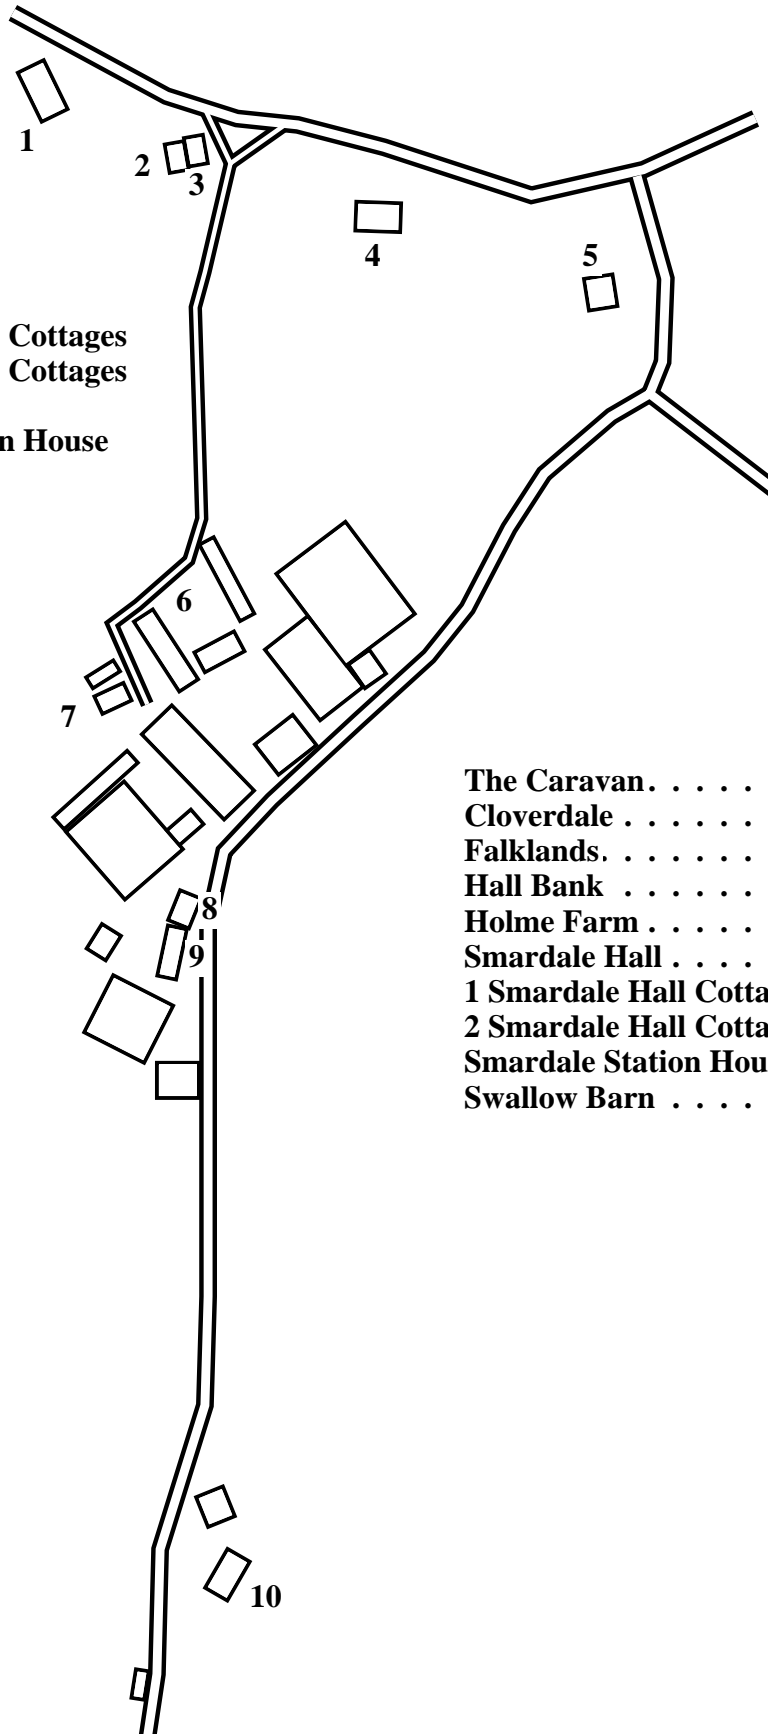 1
2
3
4
5
Cottages
Cottages
n House
6
7
The Caravan . . . . .
Cloverdale . . . . . .
Falklands . . . . . . .
Hall Bank . . . . . .
8
Holme Farm . . . . .
9
Smardale Hall . . . .
1 Smardale Hall Cotta
2 Smardale Hall Cotta
Smardale Station Hou
Swallow Barn . . . .
10